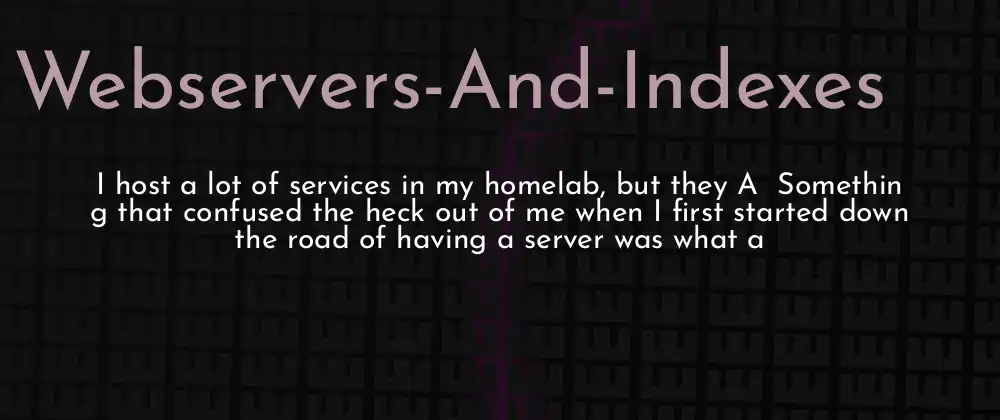 Webservers-And-Indexes
I host a lot of services in my homelab, but they A  Somethin
g that confused the heck out of me when I first started down
the road of having a server was what a